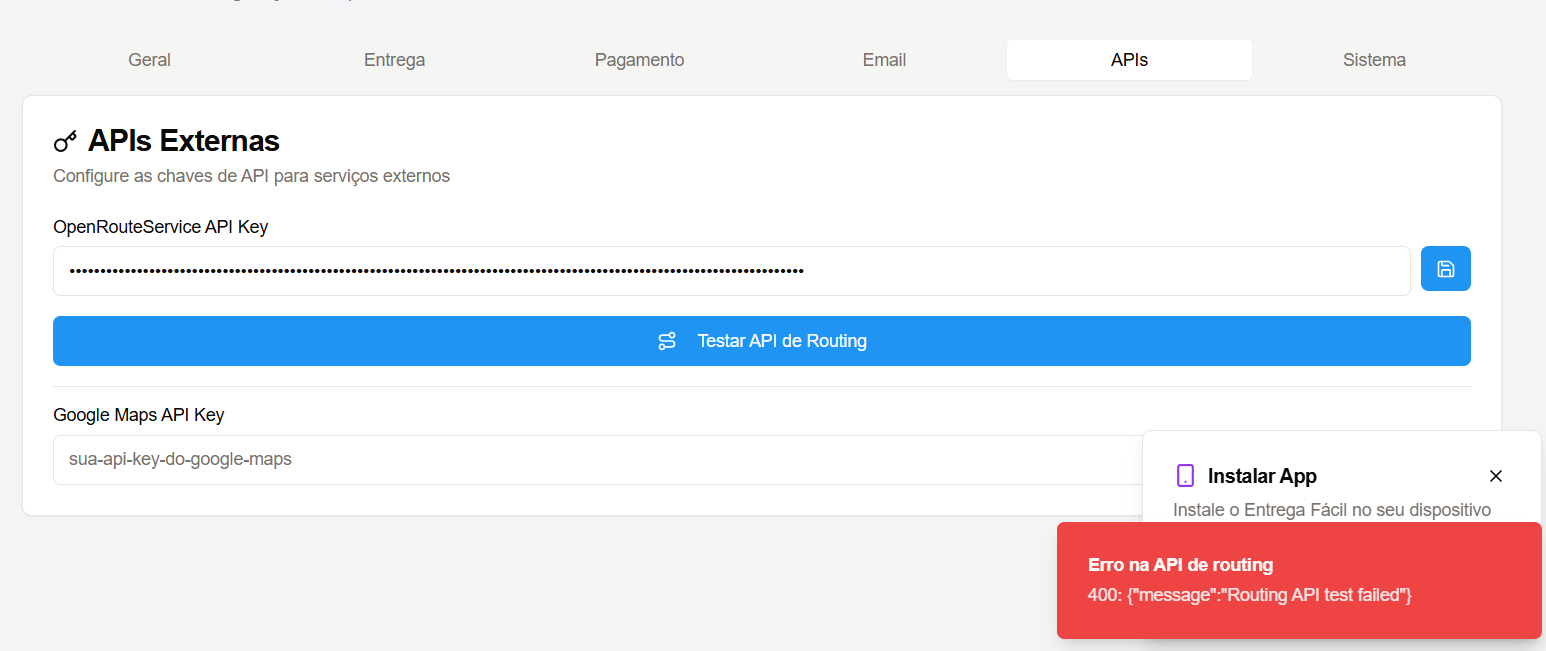 Geral
Entrega
Pagamento
Email
APIs
Sistema
APIs Externas
Configure as chaves de API para serviços externos
OpenRouteService API Key
Testar API de Routing
Google Maps API Key
sua-api-key-do-google-maps
Instalar App
Instale o Entrega Fácil no seu dispositivo
Erro na API de routing
400: {"message":"Routing API test failed"}